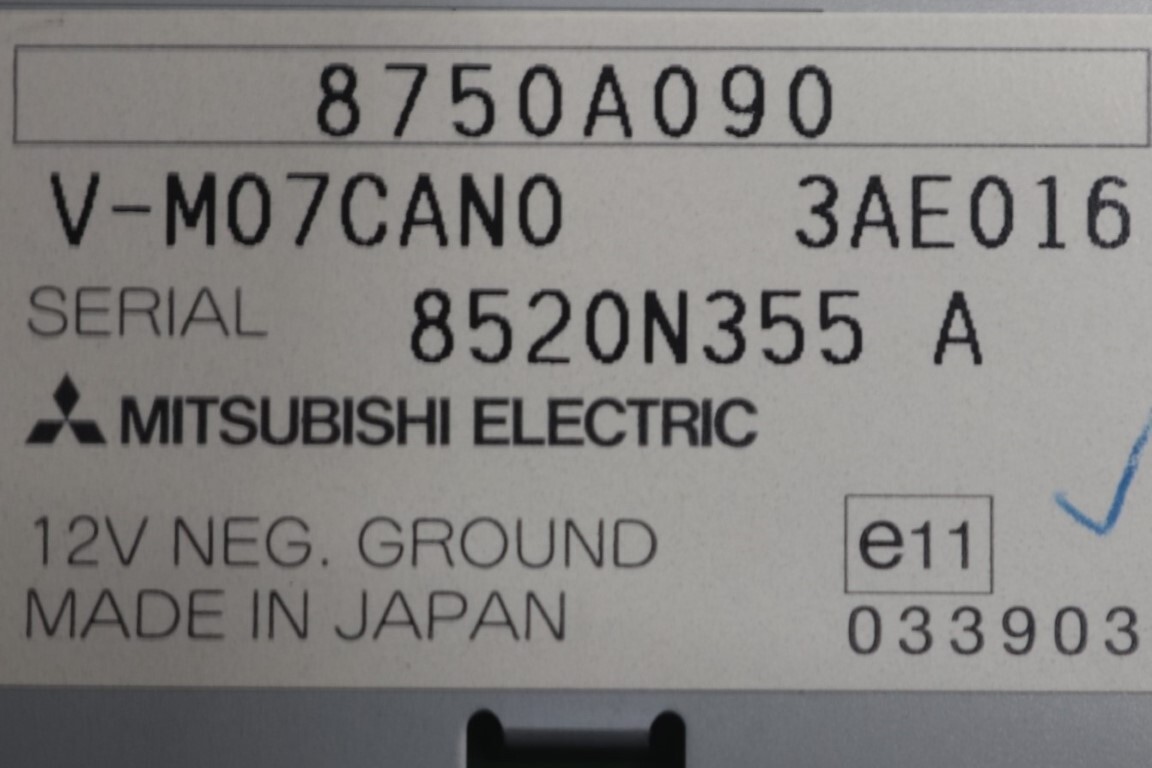 8750A090
V-M07CAN0 3AE016
SERIAL 8520N355 A
MITSUBISHI ELECTRIC
12V NEG. GROUND e11
MADE IN JAPAN 033903